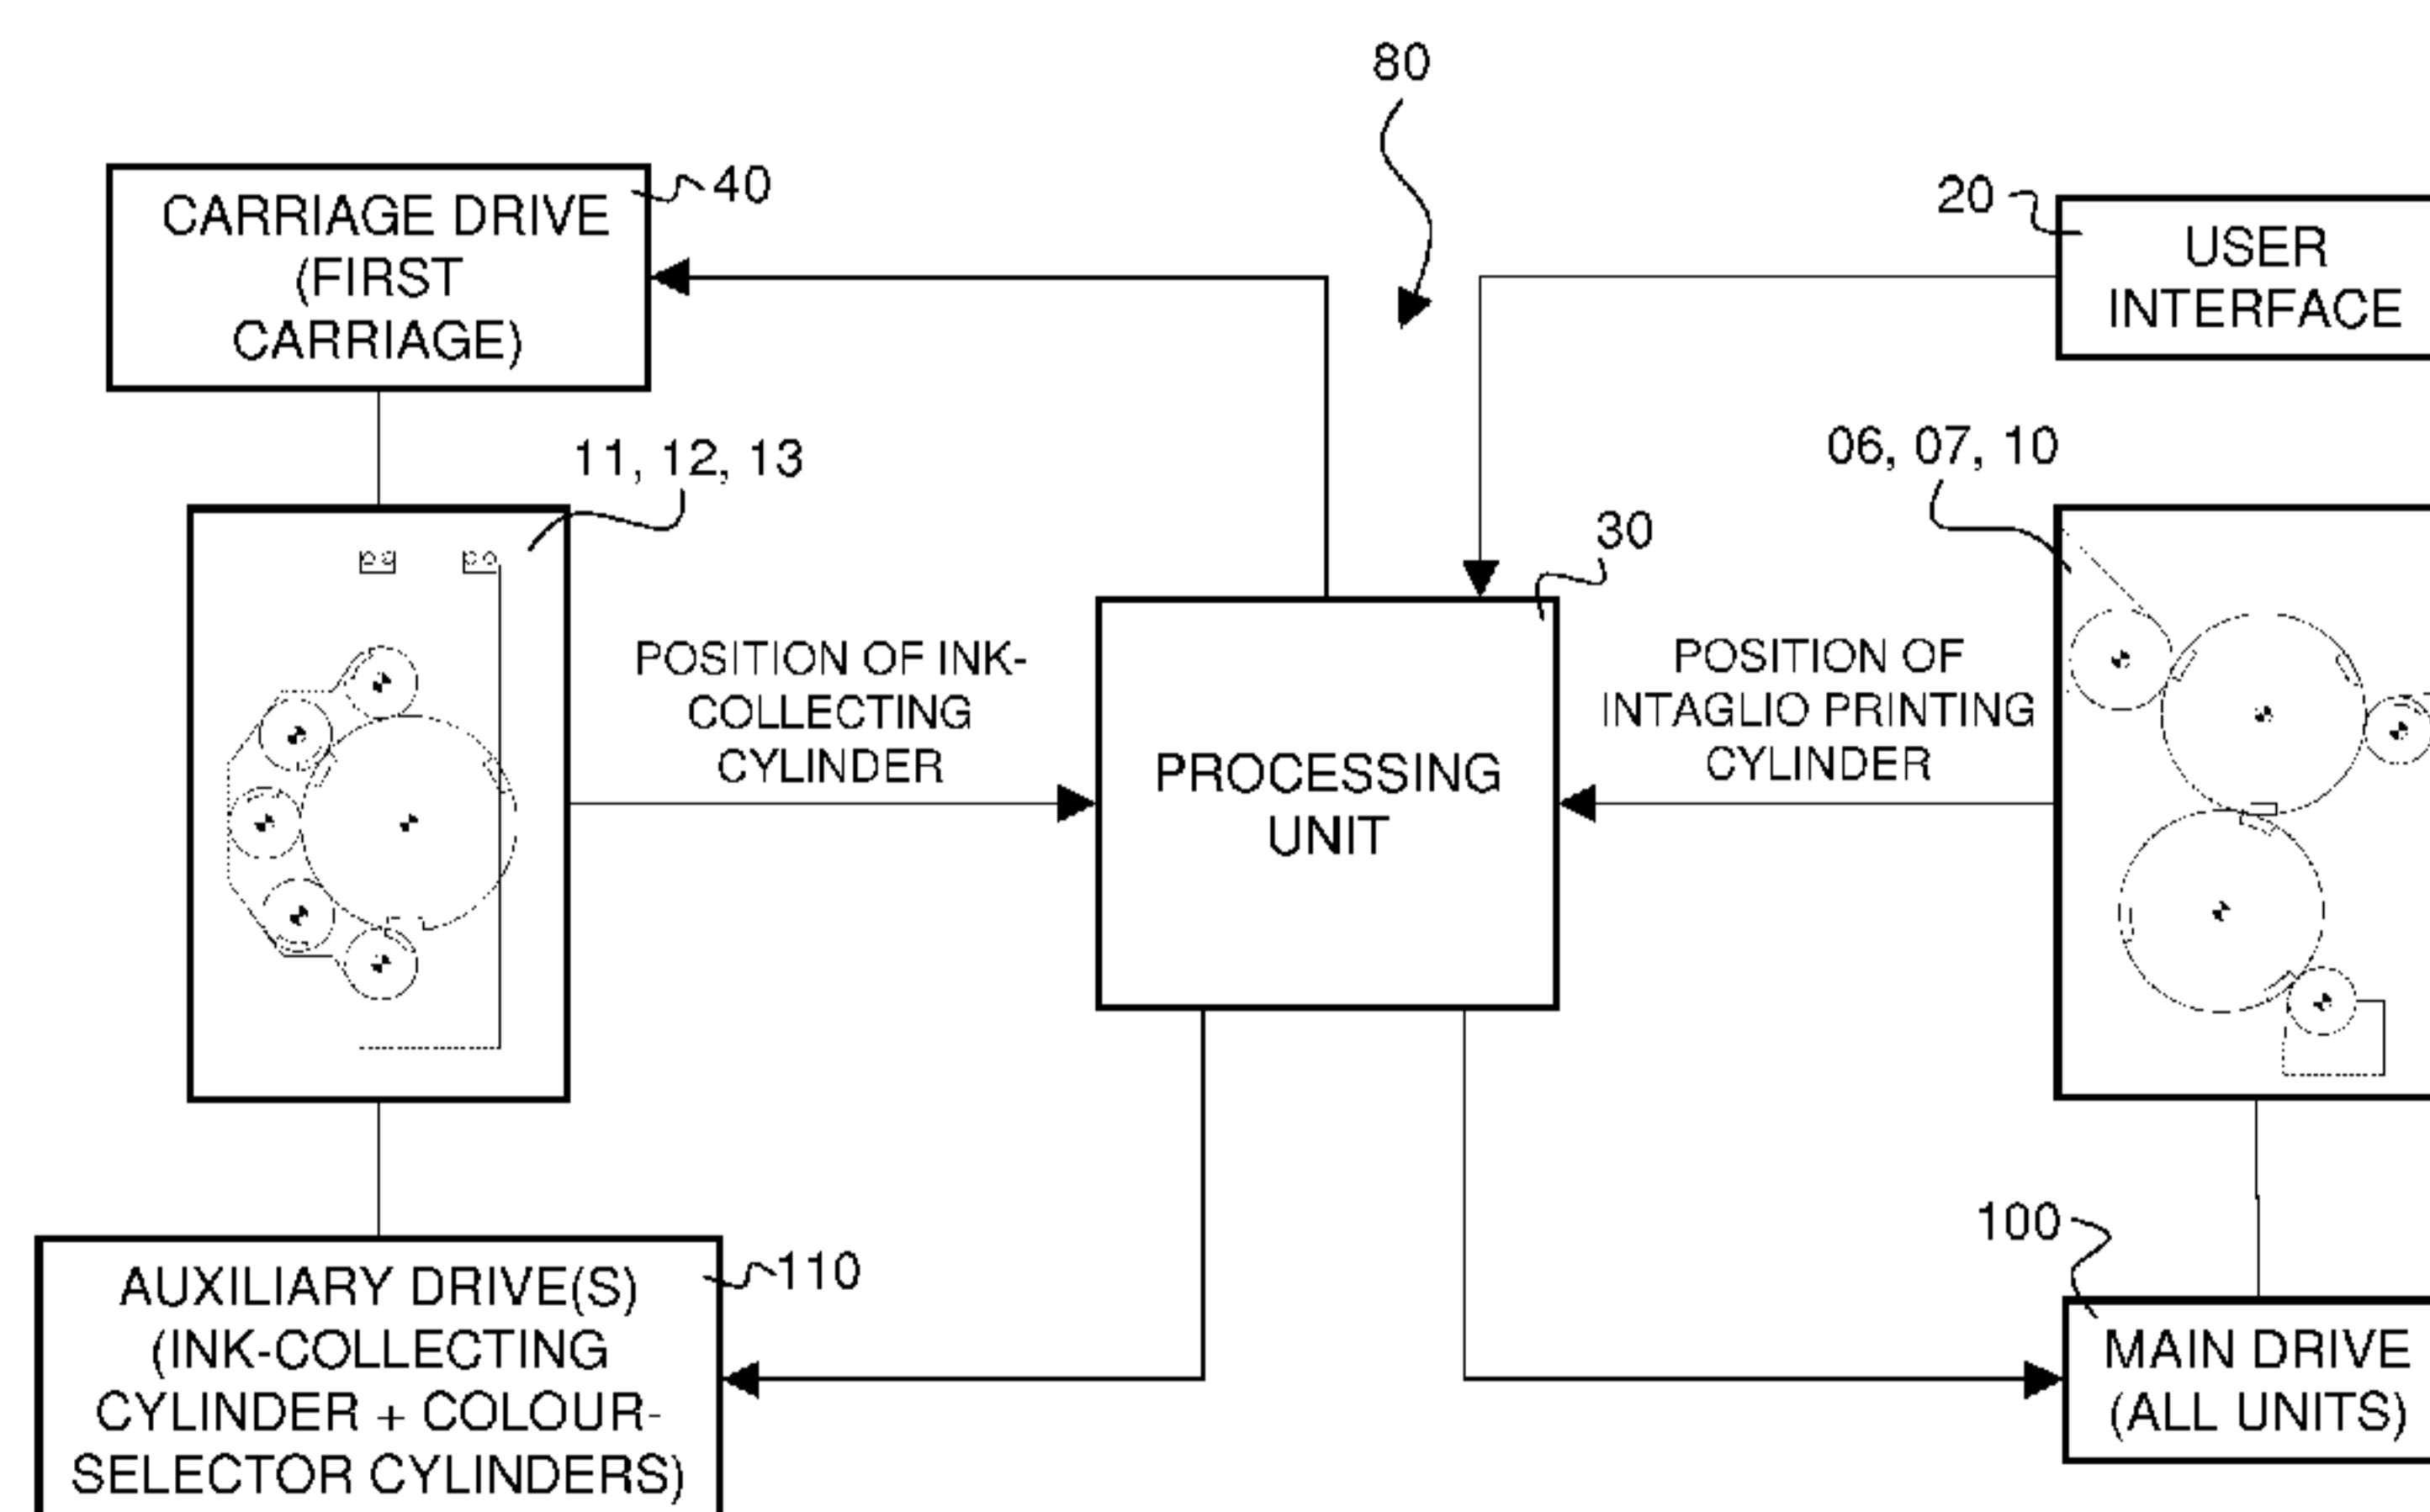 80
40
CARRIAGE DRIVE
(FIRST
CARRIAGE)
20
USER
INTERFACE
11, 12, 13
06, 07, 10
30
POSITION OF INK-
COLLECTING
CYLINDER
PROCESSING
UNIT
POSITION OF
INTAGLIO PRINTING
CYLINDER
110
AUXILIARY DRIVE(S)
(INK-COLLECTING
CYLINDER + COLOUR-
SELECTOR CYLINDERS)
100
MAIN DRIVE
(ALL UNITS)